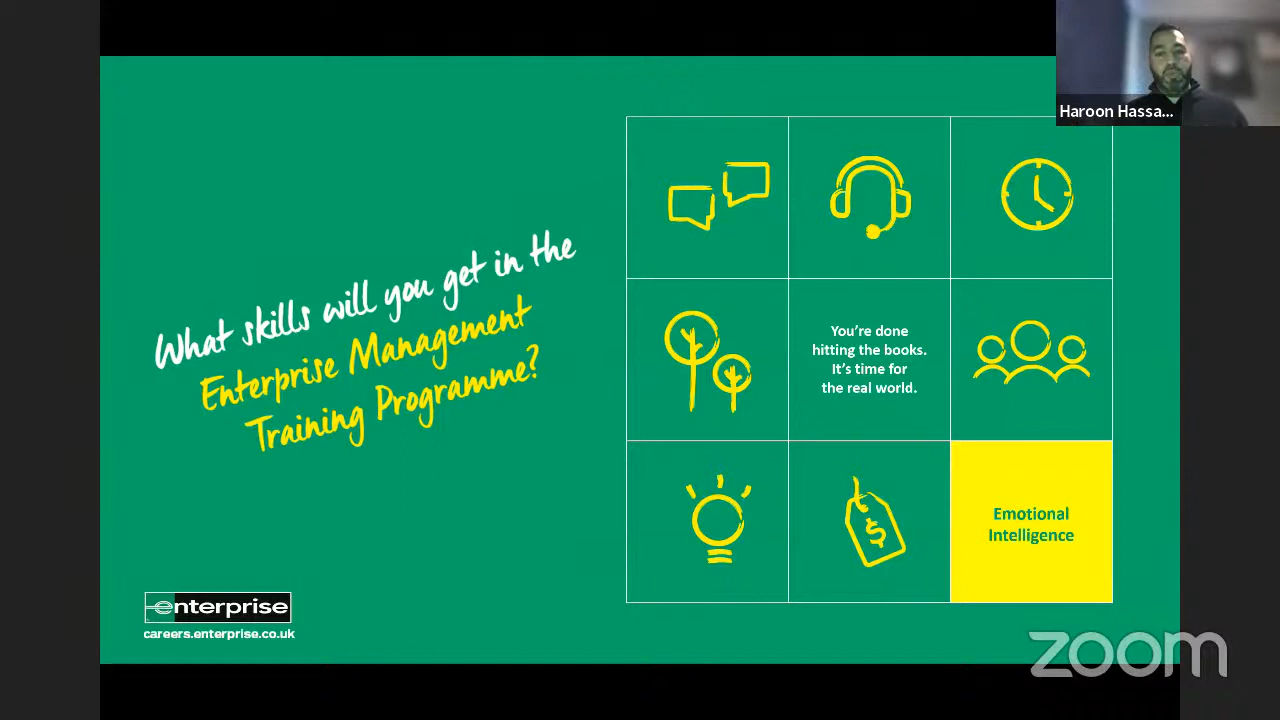 Haroon Hassa...
What skills will you get in the
Enterprise Management
Training Programme?
You're done
hitting the books.
It's time for
the real world.
$
Emotional
Intelligence
enterprise
careers.enterprise.co.uk
zoom